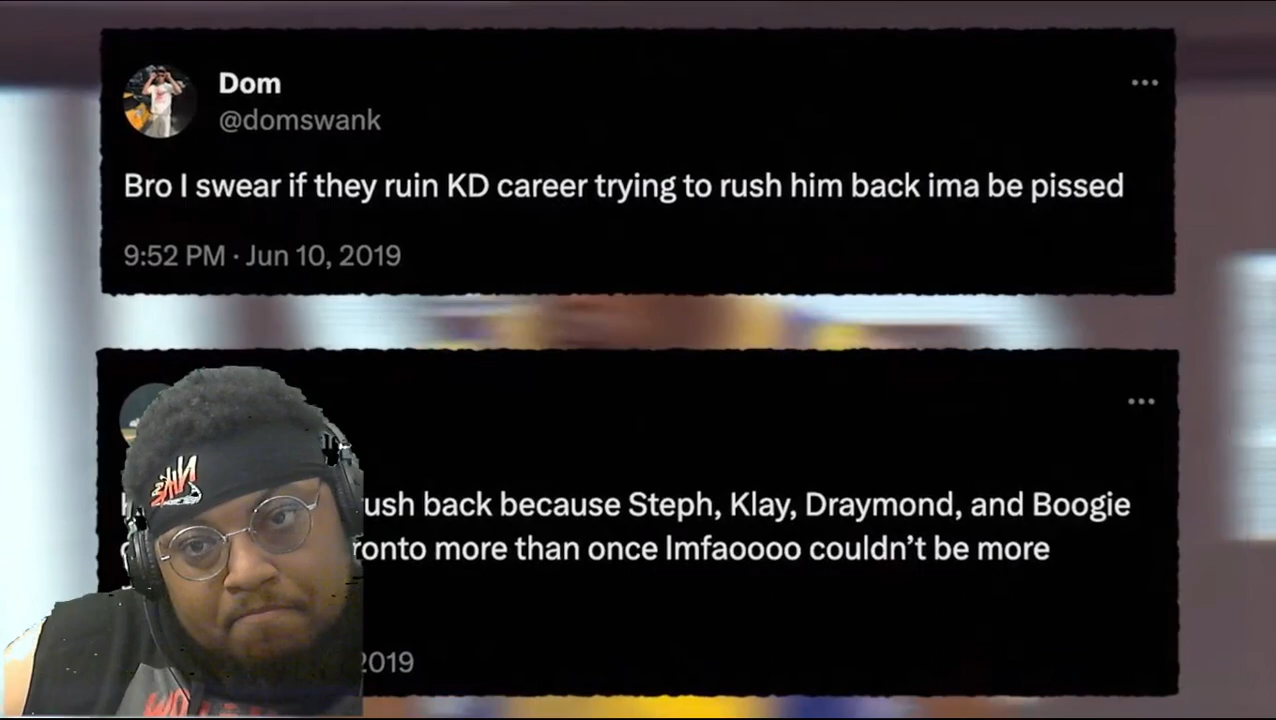 Dom
@domswank
Bro I swear if they ruin KD career trying to rush him back ima be pissed
9:52 PM · Jun 10, 2019
ush back because Steph, Klay, Draymond, and Boogie
ronto more than once lmfaoooo couldn't be more
2019